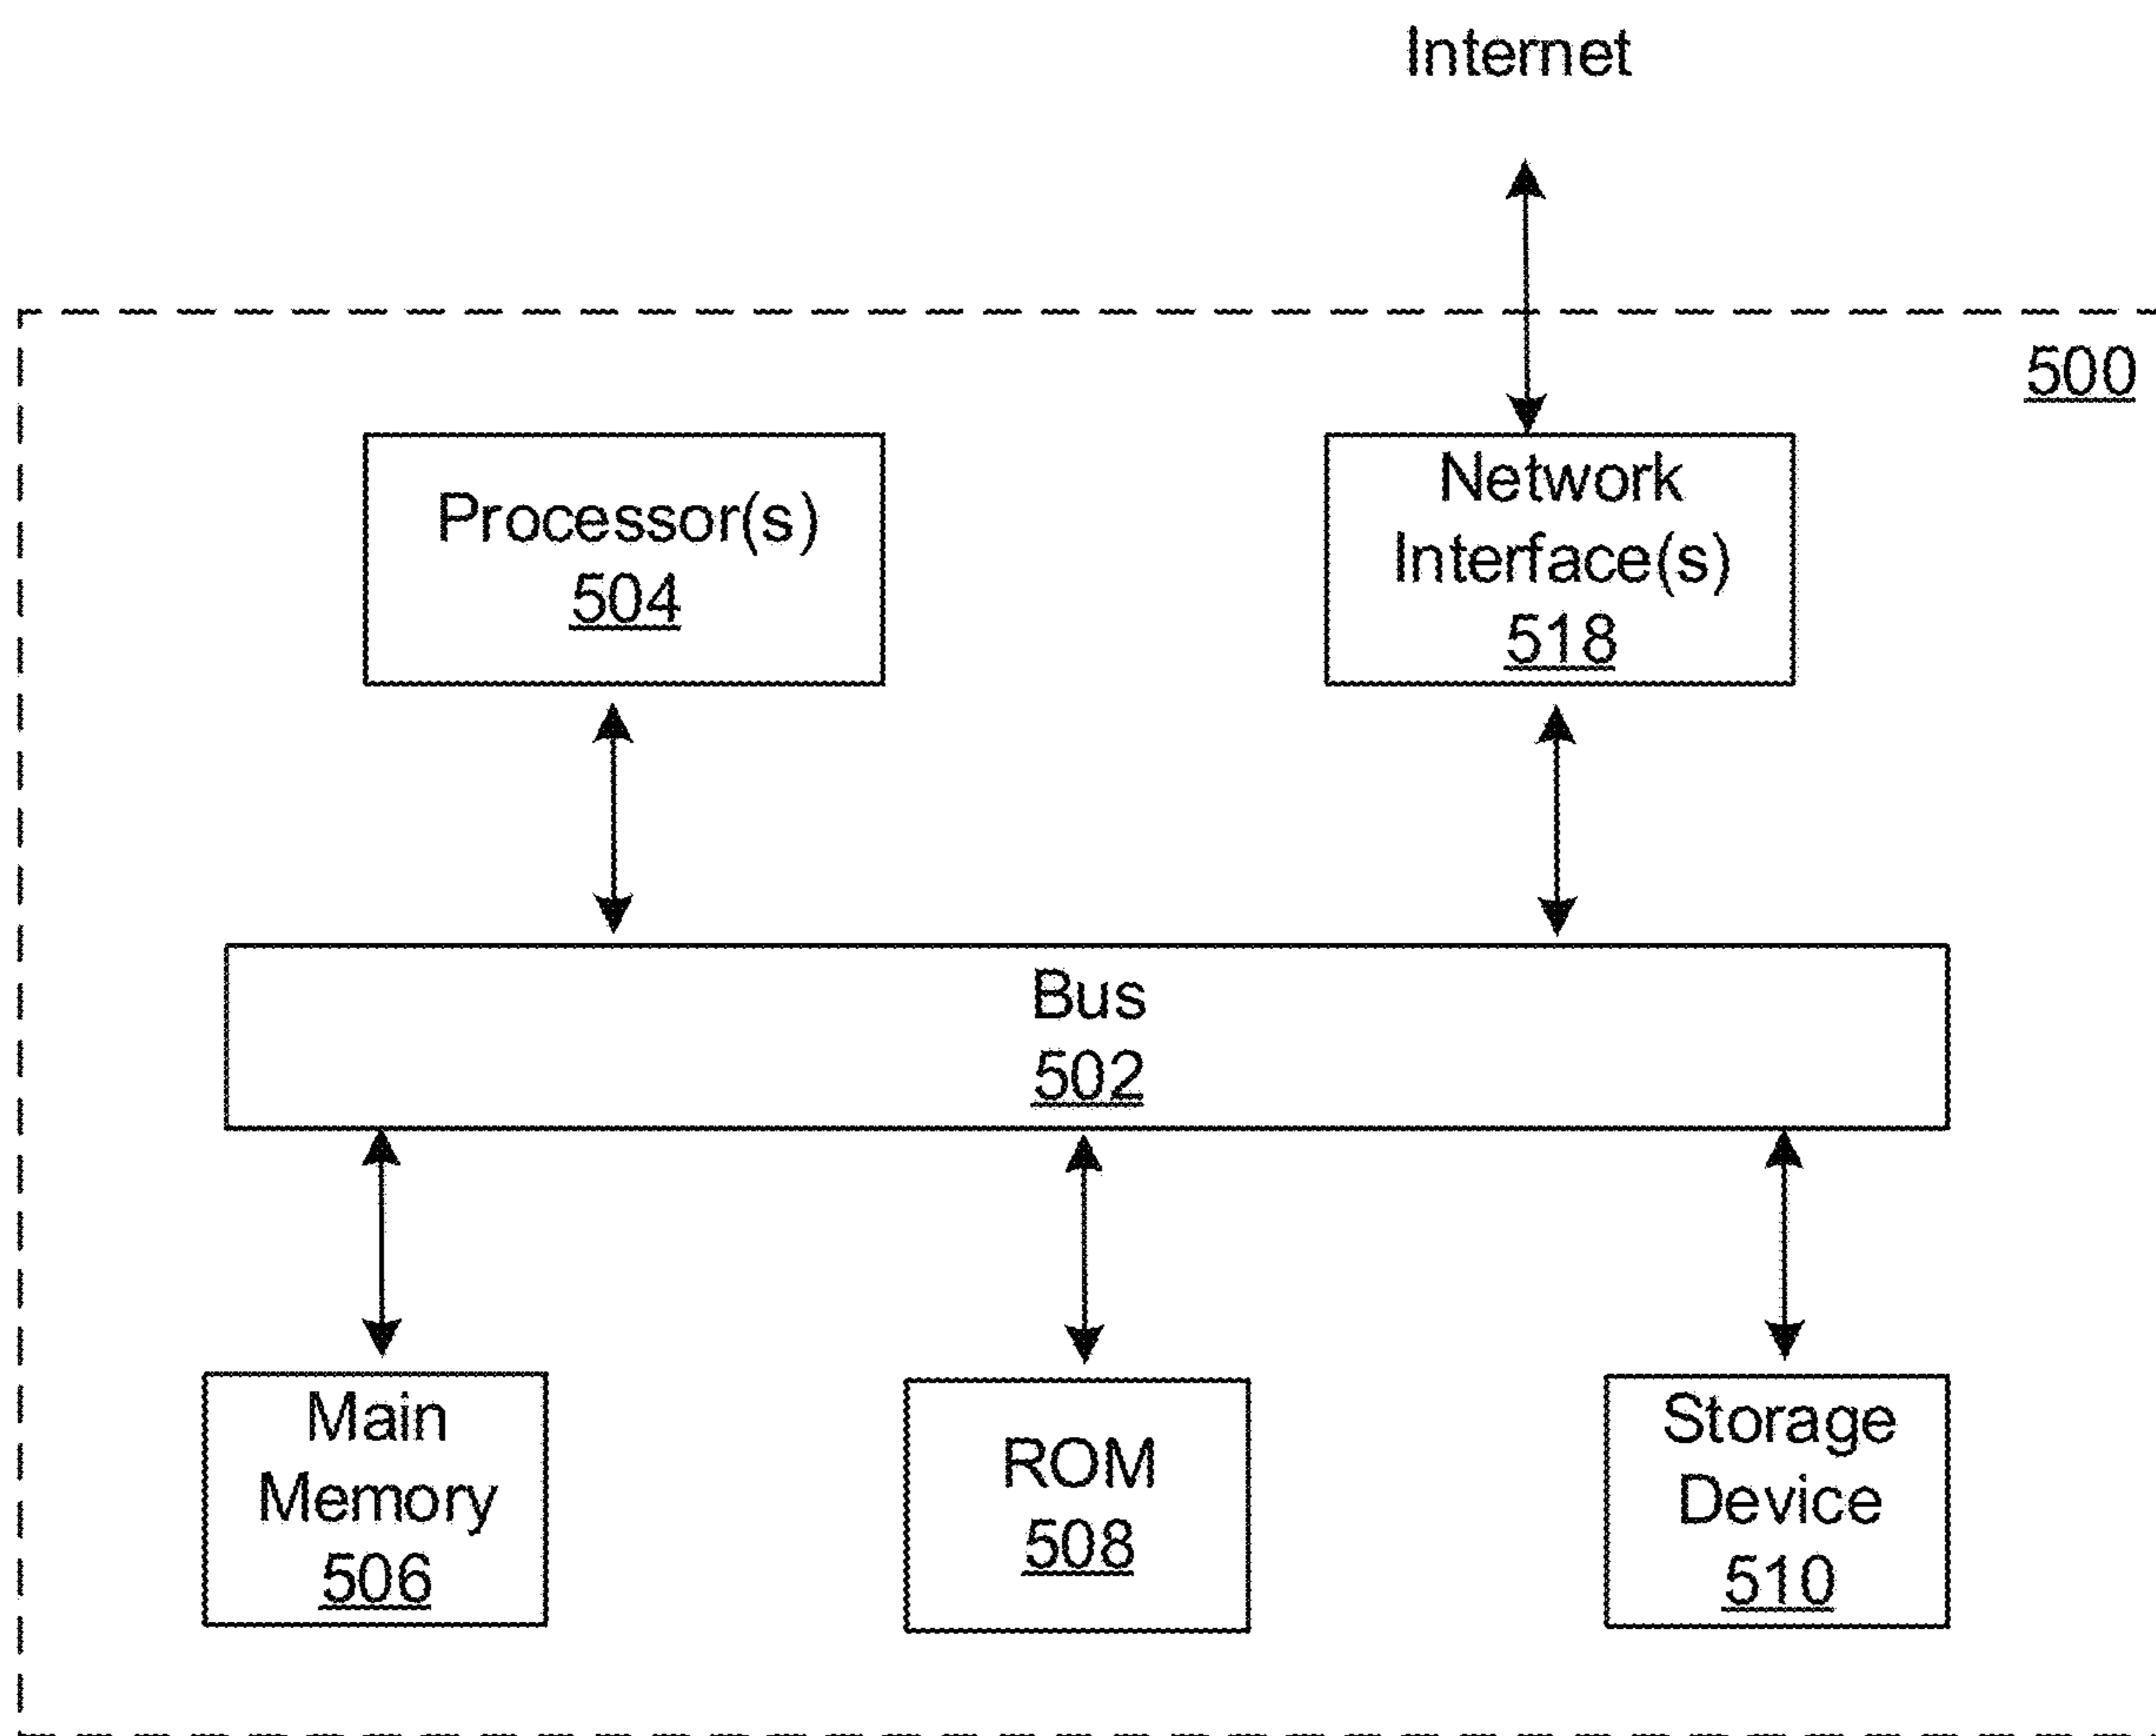 Internet
500
Processor(s)
504
Network
Interface(s)
518
Bus
502
Main
Memory
506
ROM
508
Storage
Device
510